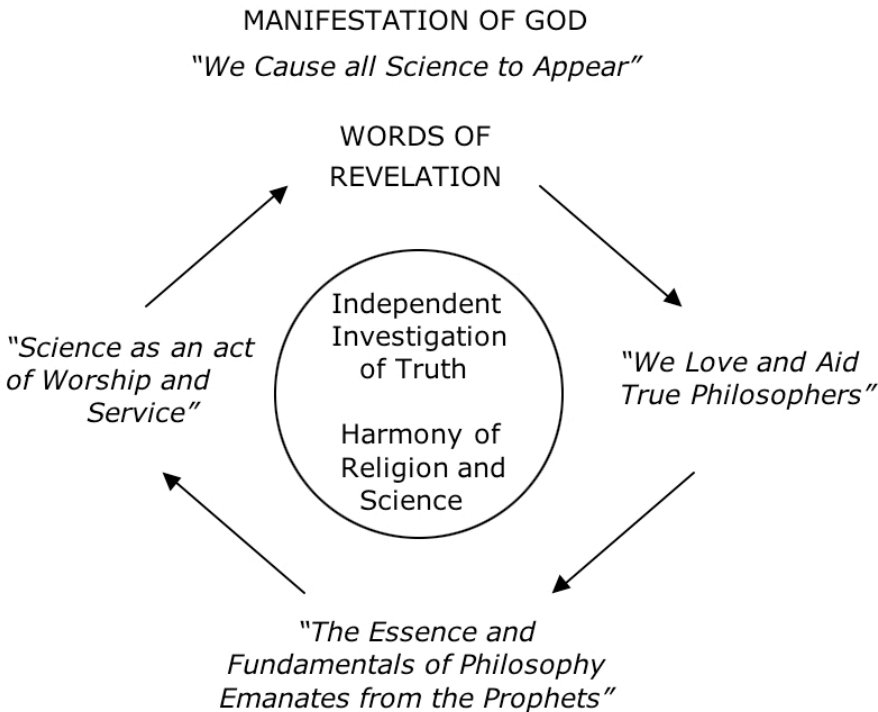 MANIFESTATION OF GOD
“We Cause all Science to Appear”
WORDS OF
REVELATION
Independent
Investigation
of Truth
Harmony of
Religion and
Science
“Science as an act
of Worship and
Service”
“We Love and Aid
True Philosophers”
“The Essence and
Fundamentals of Philosophy
Emanates from the Prophets”